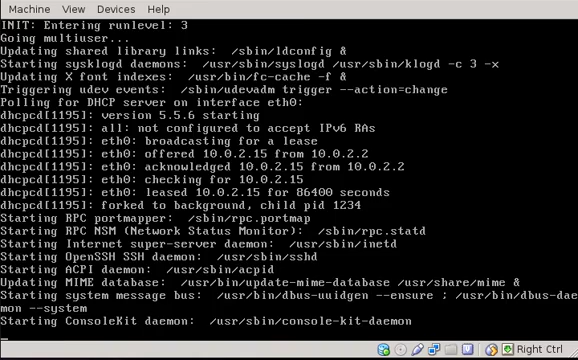 Machine View Devices Help
INIT: Entering runlevel: 3
Going multiuser...
Updating shared library links:  /sbin/ldconfig &
Starting sysklogd daemons:  /usr/sbin/syslogd /usr/sbin/klogd -c 3 -x
Updating X font indexes:  /usr/bin/fc-cache -f &
Triggering udev events:  /sbin/udevadm trigger --action=change
Polling for DHCP server on interface eth0:
dhcpcd[1195]: version 5.5.6 starting
dhcpcd[1195]: all: not configured to accept IPv6 RAs
dhcpcd[1195]: eth0: broadcasting for a lease
dhcpcd[1195]: eth0: offered 10.0.2.15 from 10.0.2.2
dhcpcd[1195]: eth0: acknowledged 10.0.2.15 from 10.0.2.2
dhcpcd[1195]: eth0: checking for 10.0.2.15
dhcpcd[1195]: eth0: leased 10.0.2.15 for 86400 seconds
dhcpcd[1195]: forked to background, child pid 1234
Starting RPC portmapper:  /sbin/rpc.portmap
Starting RPC NSM (Network Status Monitor):  /sbin/rpc.statd
Starting Internet super-server daemon:  /usr/sbin/inetd
Starting OpenSSH SSH daemon:  /usr/sbin/sshd
Starting ACPI daemon:  /usr/sbin/acpid
Updating MIME database:  /usr/bin/update-mime-database /usr/share/mime &
Starting system message bus:  /usr/bin/dbus-uuidgen --ensure ; /usr/bin/dbus-dae
mon --system
Starting ConsoleKit daemon:  /usr/sbin/console-kit-daemon
Right Ctrl